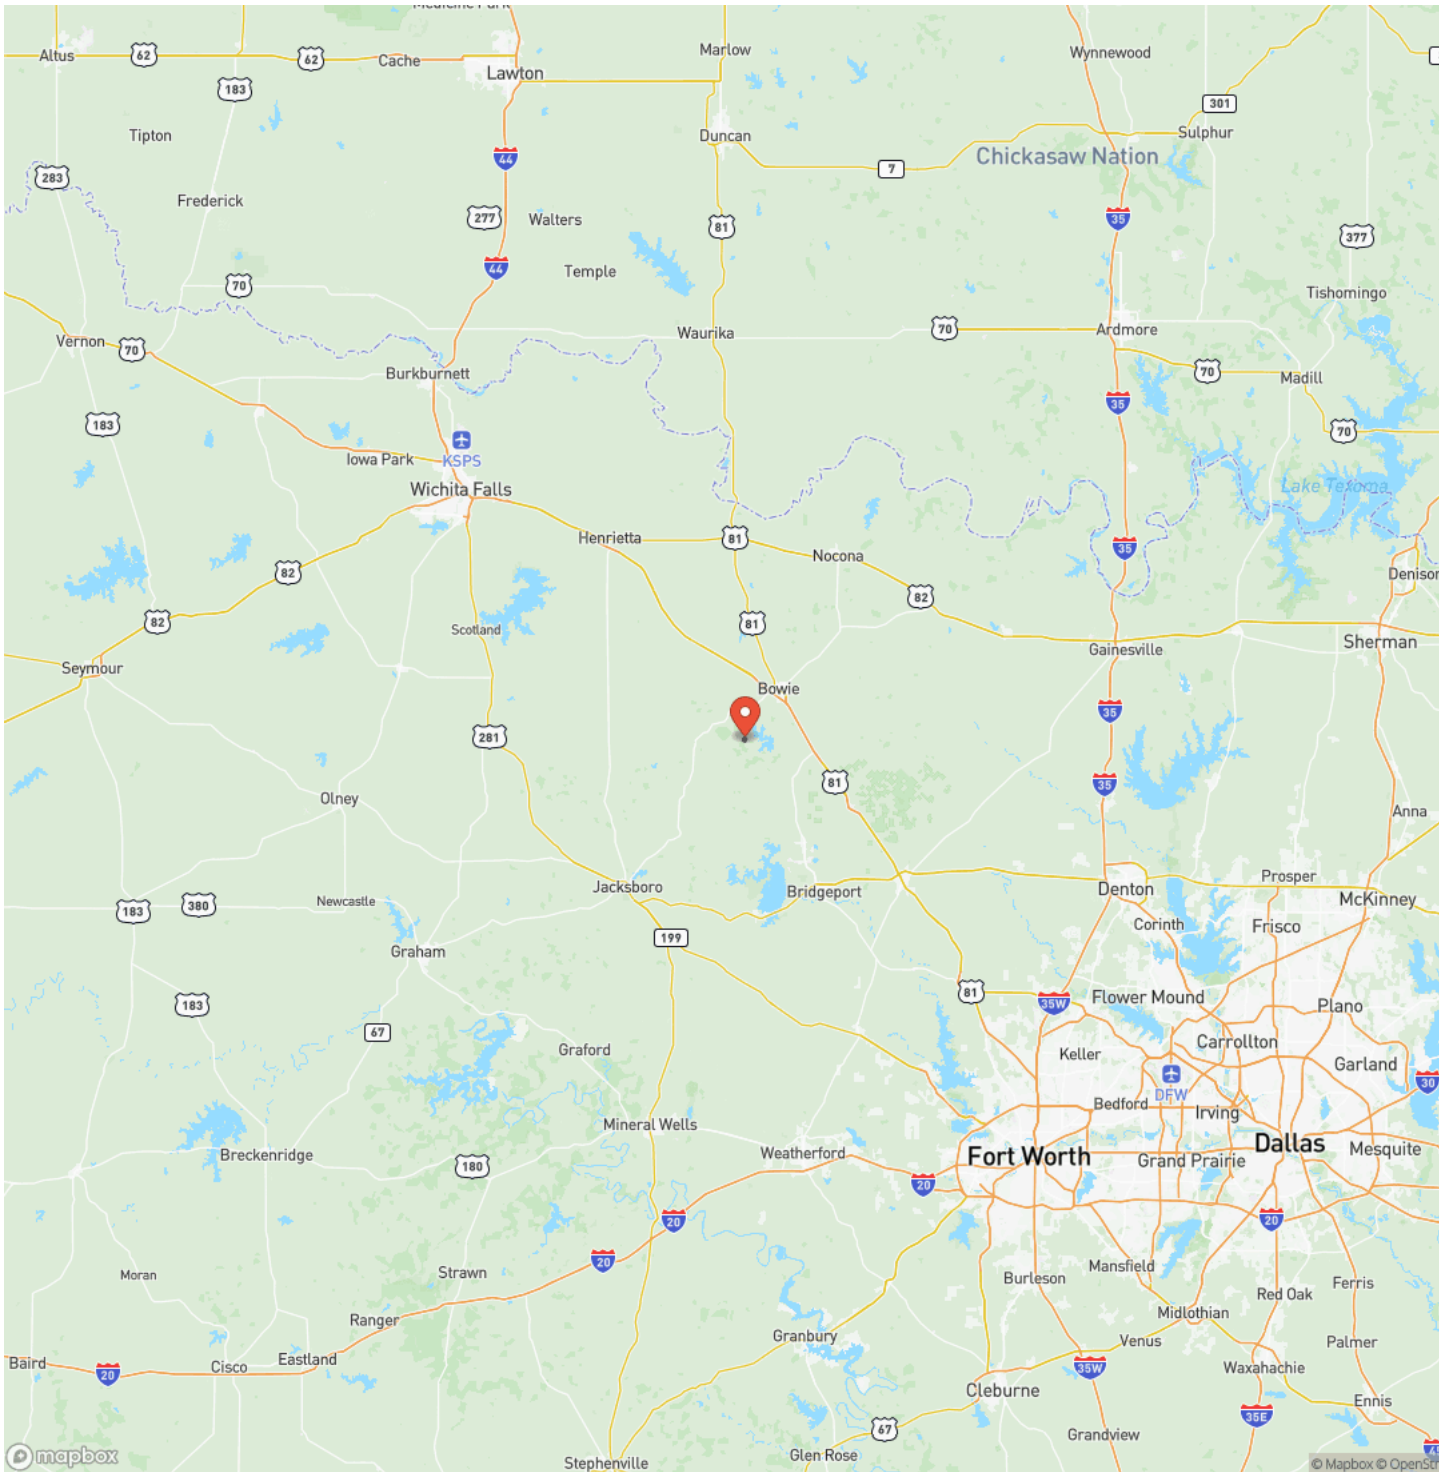 Medicine Park
Altus
62
62
Cache
Lawton
Marlow
Wynnewood
183
301
Tipton
Duncan
Sulphur
44
Chickasaw Nation
7
283
Frederick
277
Walters
81
35
377
44
Temple
70
Tishomingo
Vernon
70
Waurika
70
Ardmore
Burkburnett
70
Madill
183
35
70
Iowa Park
KSPS
Wichita Falls
Lake Texoma
Henrietta
81
Nocona
35
82
Denison
82
82
81
Scotland
Seymour
Gainesville
Sherman
Bowie
35
281
81
35
Olney
Anna
Jacksboro
Bridgeport
Denton
Prosper
McKinney
183
380
Newcastle
Corinth
Frisco
199
Graham
81
35W
Flower Mound
Plano
183
67
Graford
Keller
Carrollton
Garland
30
DFW
Bedford
Irving
Mineral Wells
Breckenridge
180
Weatherford
Fort Worth
Grand Prairie
Dallas
Mesquite
20
20
20
20
Moran
Strawn
Burleson
Mansfield
Red Oak
Ferris
Ranger
Midlothian
Granbury
Venus
Palmer
Baird
20
Cisco
Eastland
35W
Waxahachie
Cleburne
Ennis
35E
67
Grandview
mapbox
Stephenville
Glen Rose
© Mapbox © OpenStr